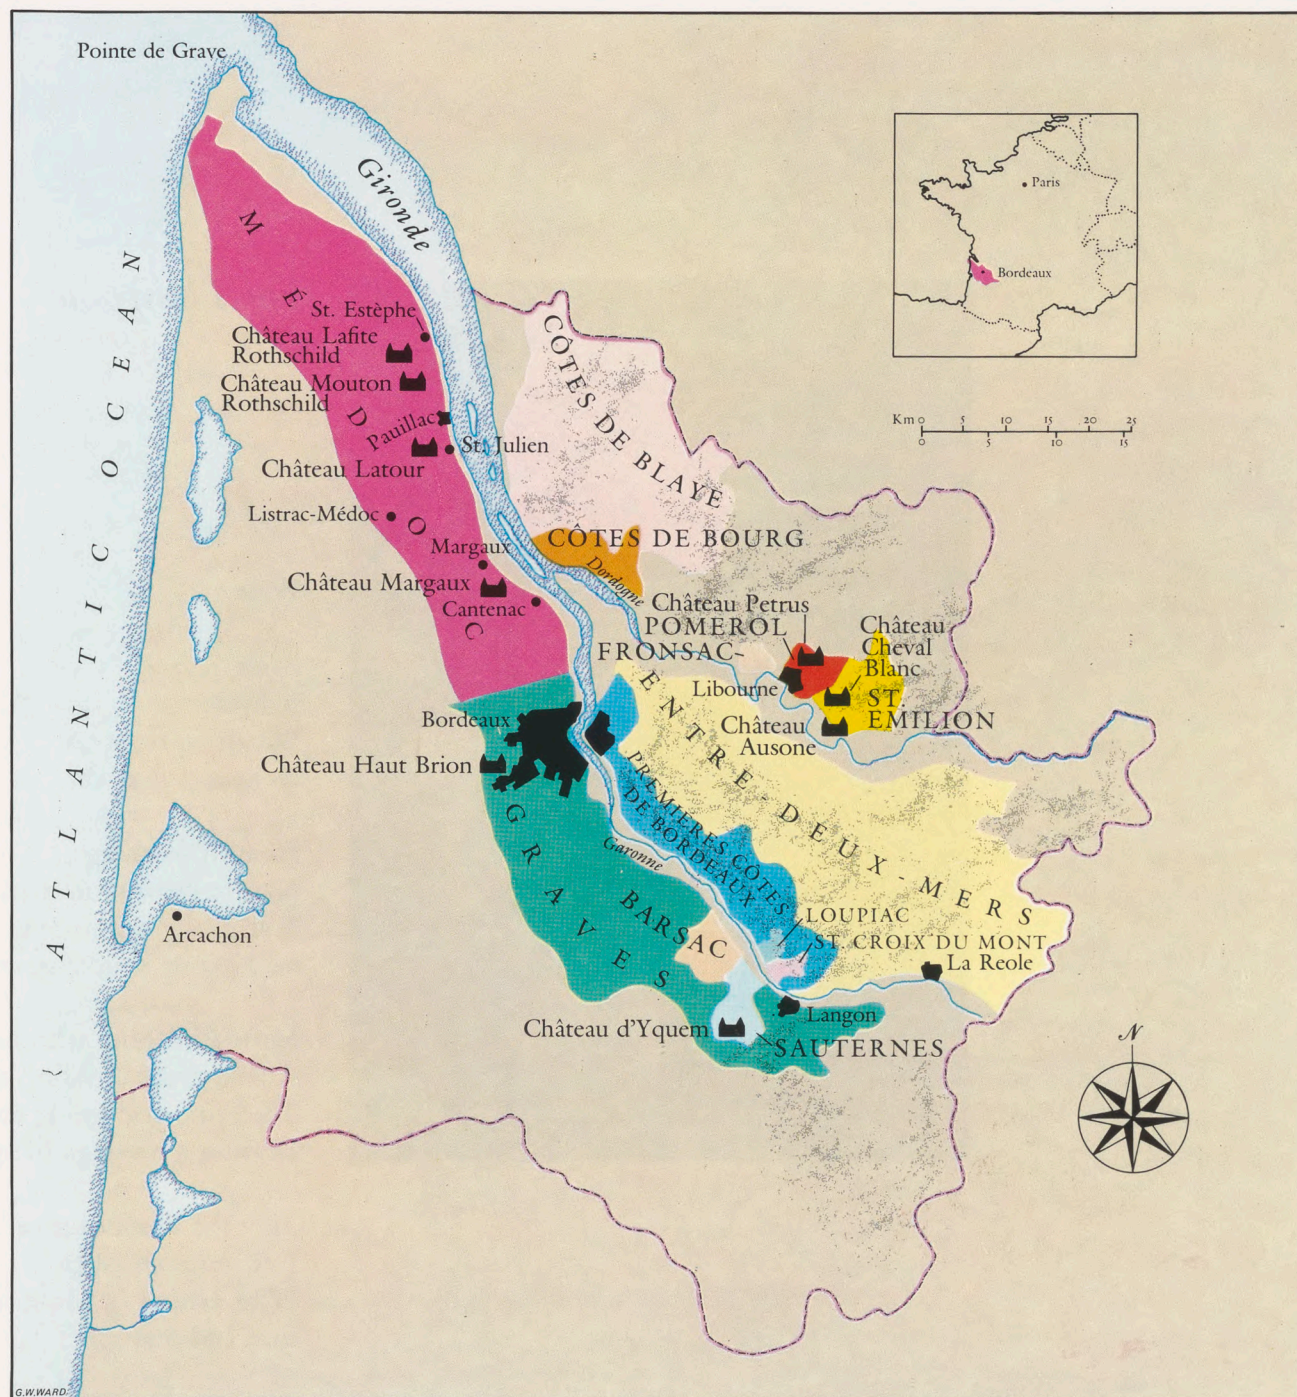 Pointe de Grave
Gironde
ATLANTIC OCEAN
MÉDOC
St. Estèphe
Château Lafite
Rothschild
Château Mouton
Rothschild
Pauillac
St. Julien
Château Latour
Listrac-Médoc
Margaux
Château Margaux
Cantenac
CÔTES DE BLAYE
CÔTES DE BOURG
Dordogne
Château Petrus
POMEROL
FRONSAC
Libourne
Château
Cheval
Blanc
ST.
EMILION
Château
Ausone
Bordeaux
Château Haut Brion
ENTRE-DEUX-MERS
PREMIÈRES CÔTES
DE BORDEAUX
Garonne
GRAVES
BARSAC
LOUPIAC
ST. CROIX DU MONT
La Reole
Langon
Château d'Yquem
SAUTERNES
Arcachon
Paris
Bordeaux
Km 0 5 10 20 25
0 5 10 15
N
G.W.WARD.